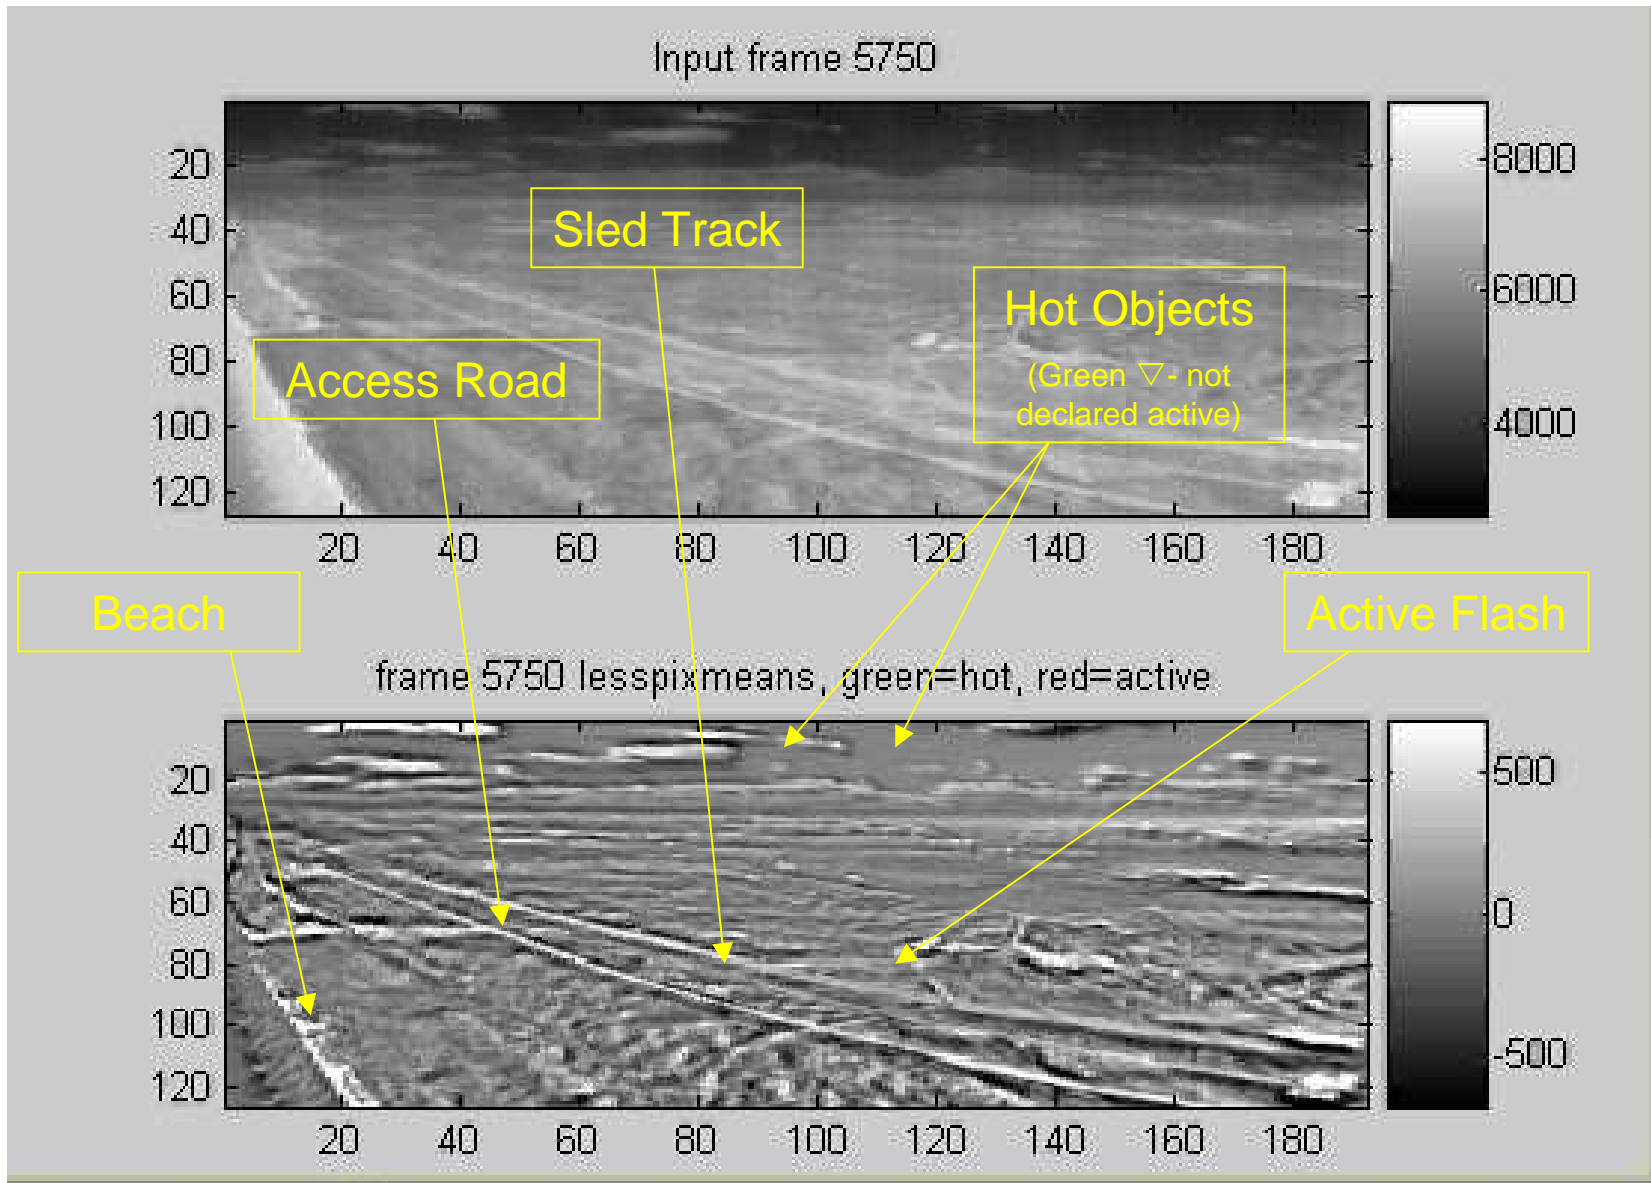 Input frame 5750
20
40
60
80
100
120
20 40 60 80 100 120 140 160 180
8000
6000
4000
Sled Track
Hot Objects
(Green ▽- not
declared active)
Access Road
Beach
Active Flash
frame 5750 lesspixmeans, green=hot, red=active
20
40
60
80
100
120
20 40 60 80 100 120 140 160 180
500
0
-500